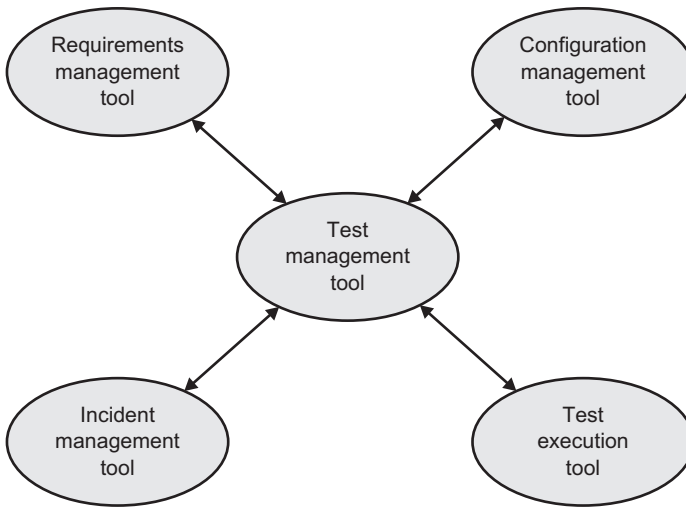 Requirements
management
tool
Configuration
management
tool
Test
management
tool
Incident
management
tool
Test
execution
tool